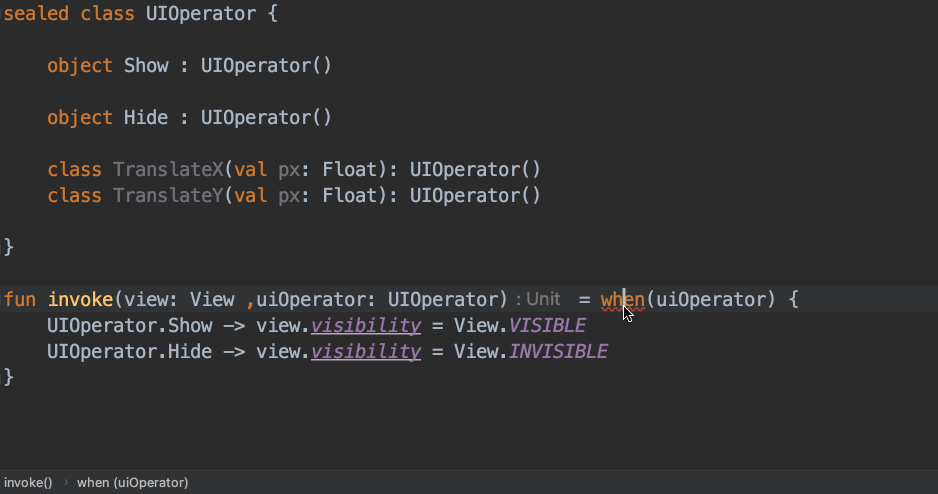 sealed class UIOperator {
object Show : UIOperator()
object Hide : UIOperator()
class TranslateX(val px: Float): UIOperator()
class TranslateY(val px: Float): UIOperator()
}
fun invoke(view: View ,uiOperator: UIOperator) : Unit = when(uiOperator) {
UIOperator.Show -> view.visibility = View.VISIBLE
UIOperator.Hide -> view.visibility = View.INVISIBLE
}
invoke() › when (uiOperator)